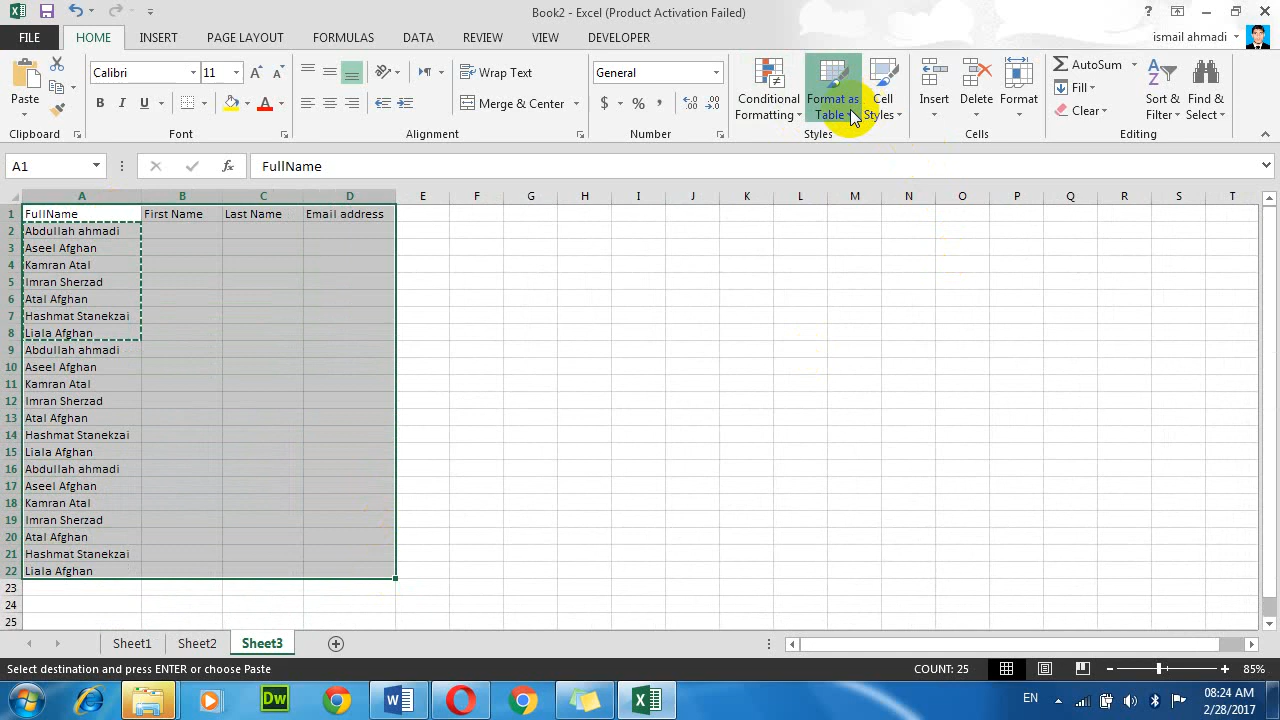 Book2 - Excel (Product Activation Failed)
FILE HOME INSERT PAGE LAYOUT FORMULAS DATA REVIEW VIEW DEVELOPER ismail ahmadi
Calibri 11 Wrap Text General AutoSum
Fill
Paste B I U Merge & Center $ % , Conditional Formatting Format as Table Cell Styles Insert Delete Format Clear Sort & Filter Find & Select
Clipboard Font Alignment Number Styles Cells Editing
A1 fx FullName
A B C D E F G H I J K L M N O P Q R S T
1 FullName First Name Last Name Email address
2 Abdullah ahmadi
3 Aseel Afghan
4 Kamran Atal
5 Imran Sherzad
6 Atal Afghan
7 Hashmat Stanekzai
8 Liala Afghan
9 Abdullah ahmadi
10 Aseel Afghan
11 Kamran Atal
12 Imran Sherzad
13 Atal Afghan
14 Hashmat Stanekzai
15 Liala Afghan
16 Abdullah ahmadi
17 Aseel Afghan
18 Kamran Atal
19 Imran Sherzad
20 Atal Afghan
21 Hashmat Stanekzai
22 Liala Afghan
23
24
25
Sheet1 Sheet2 Sheet3
Select destination and press ENTER or choose Paste COUNT: 25 85%
Dw EN 08:24 AM
2/28/2017